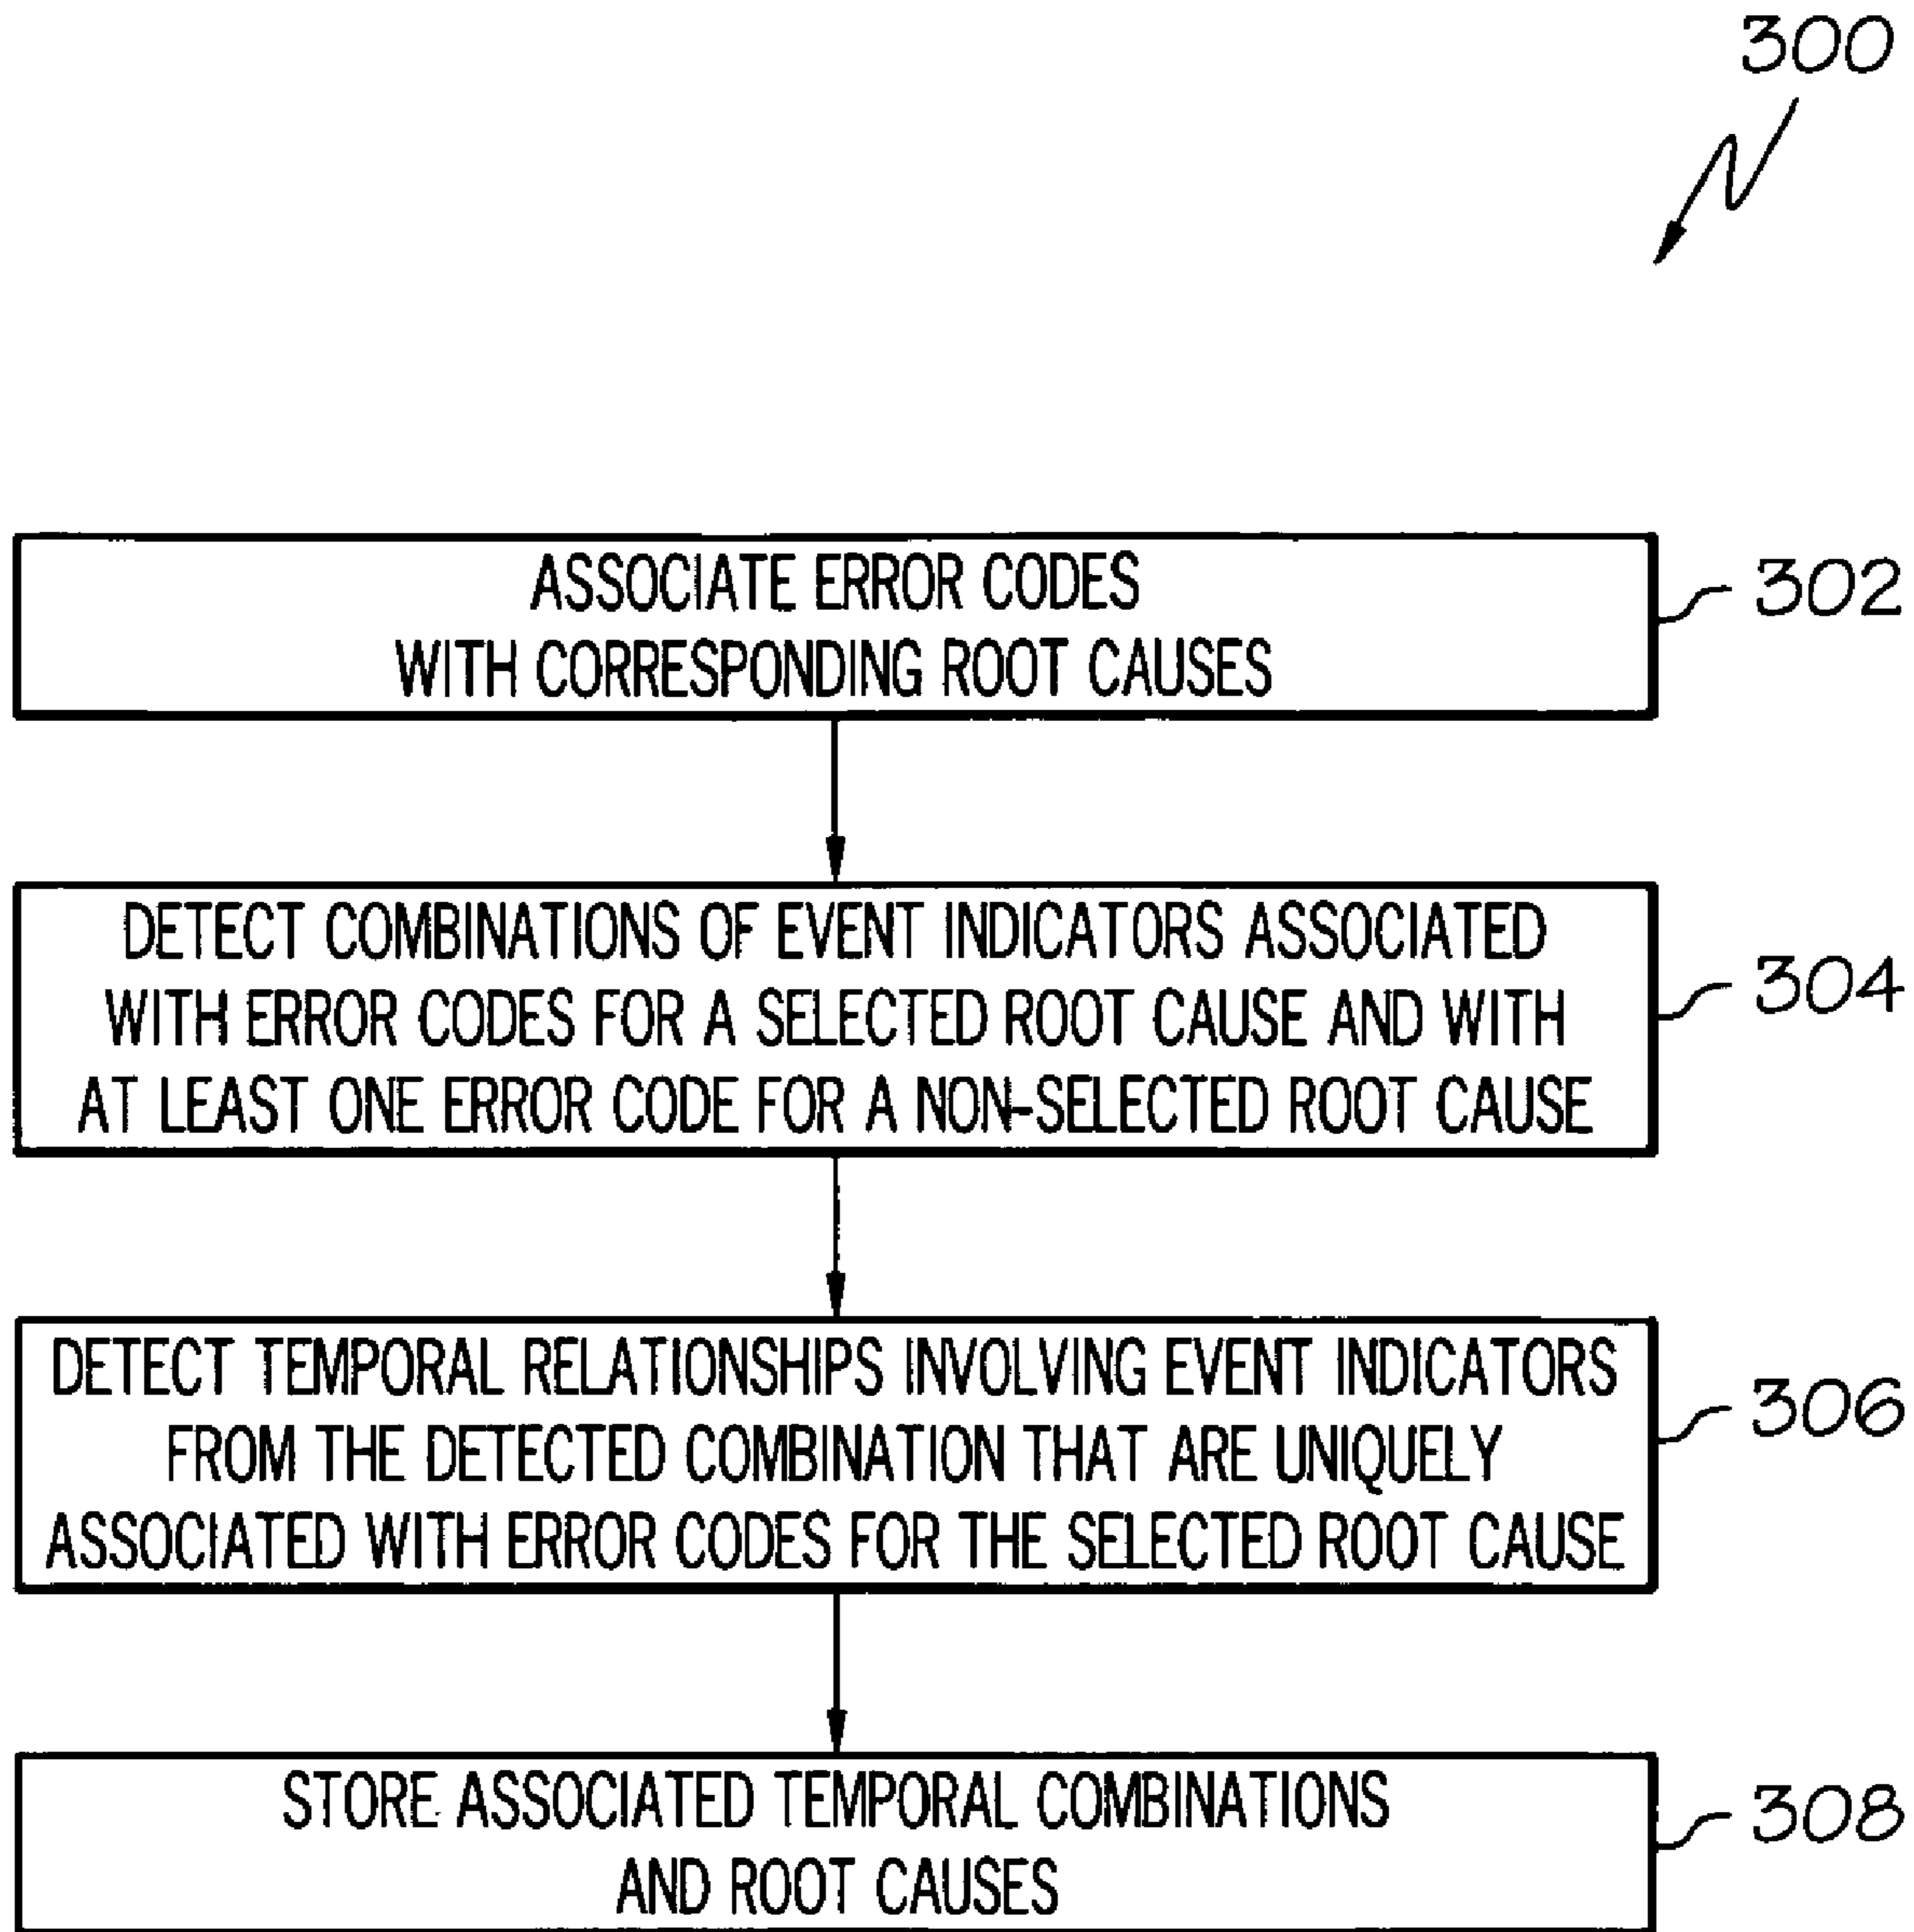 300
ASSOCIATE ERROR CODES
WITH CORRESPONDING ROOT CAUSES
302
DETECT COMBINATIONS OF EVENT INDICATORS ASSOCIATED
WITH ERROR CODES FOR A SELECTED ROOT CAUSE AND WITH
AT LEAST ONE ERROR CODE FOR A NON-SELECTED ROOT CAUSE
304
DETECT TEMPORAL RELATIONSHIPS INVOLVING EVENT INDICATORS
FROM THE DETECTED COMBINATION THAT ARE UNIQUELY
ASSOCIATED WITH ERROR CODES FOR THE SELECTED ROOT CAUSE
306
STORE ASSOCIATED TEMPORAL COMBINATIONS
AND ROOT CAUSES
308